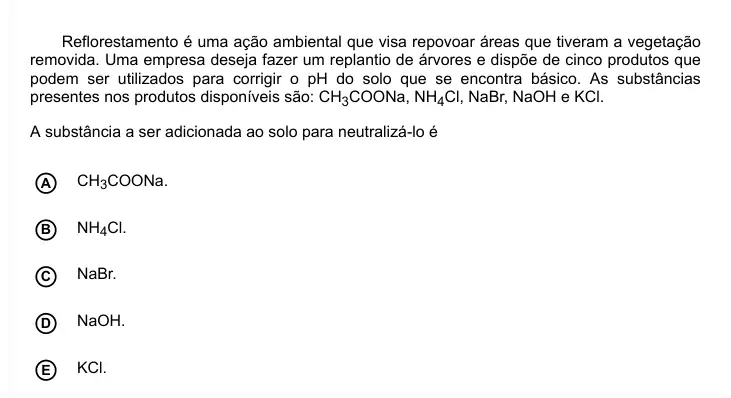 Reflorestamento é uma ação ambiental que visa repovoar áreas que tiveram a vegetação
removida. Uma empresa deseja fazer um replantio de árvores e dispõe de cinco produtos que
podem ser utilizados para corrigir o pH do solo que se encontra básico. As substâncias
presentes nos produtos disponíveis são: CH3COONa, NH4Cl, NaBr, NaOH e KCl.
A substância a ser adicionada ao solo para neutralizá-lo é
A CH3COONa.
B NH4Cl.
C NaBr.
D NaOH.
E KCl.